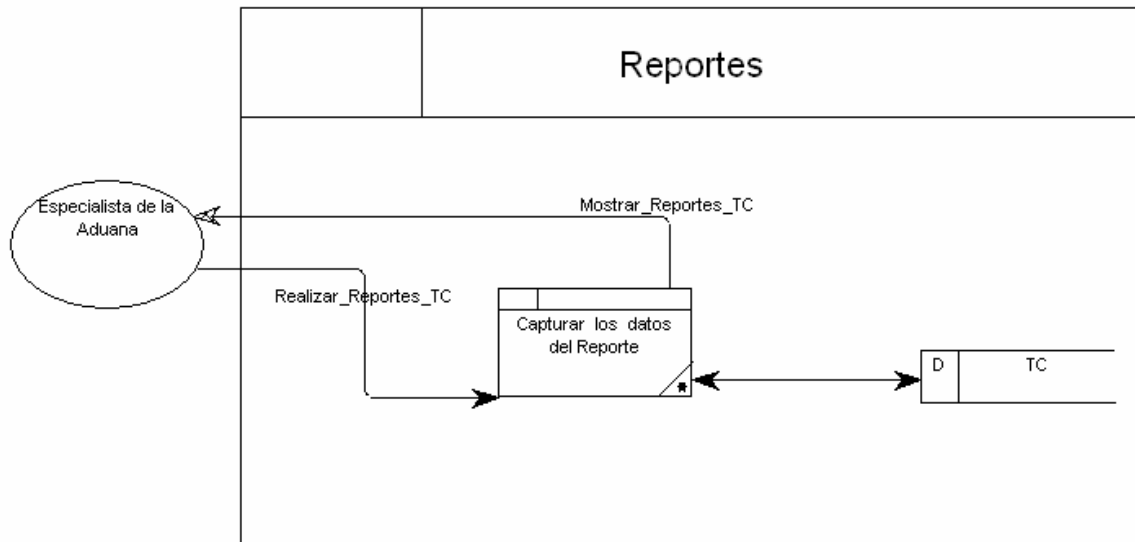 Reportes
Especialista de la
Aduana
Mostrar_Reportes_TC
Realizar_Reportes_TC
Capturar los datos
del Reporte
*
D
TC